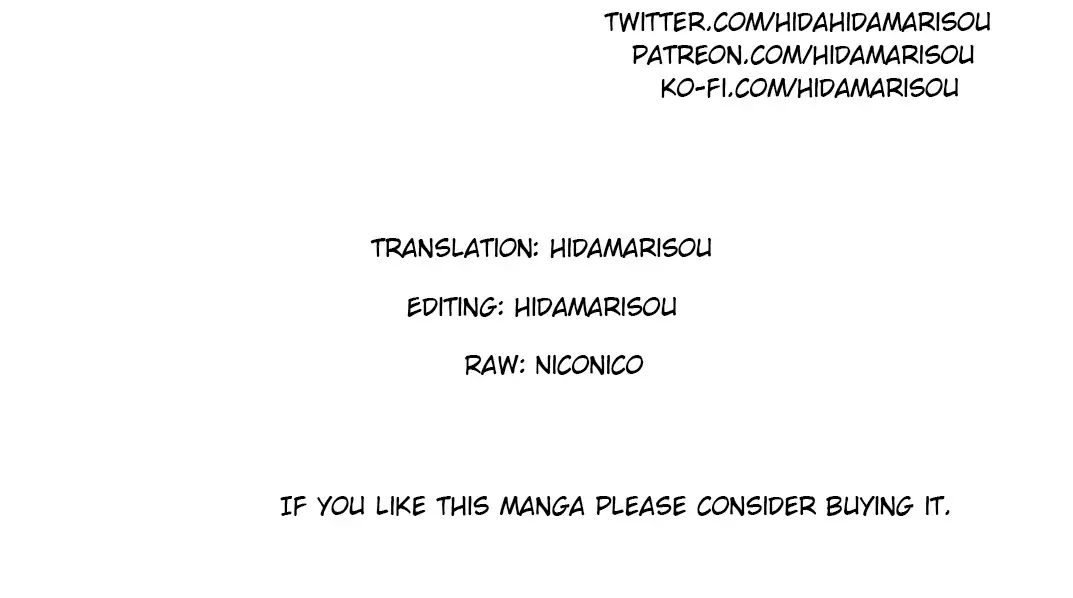 TWITTER.COM/HIDAHIDAMARISOU
PATREON.COM/HIDAMARISOU
KO-FI.COM/HIDAMARISOU
TRANSLATION: HIDAMARISOU
EDITING: HIDAMARISOU
RAW: NICONICO
IF YOU LIKE THIS MANGA PLEASE CONSIDER BUYING IT.